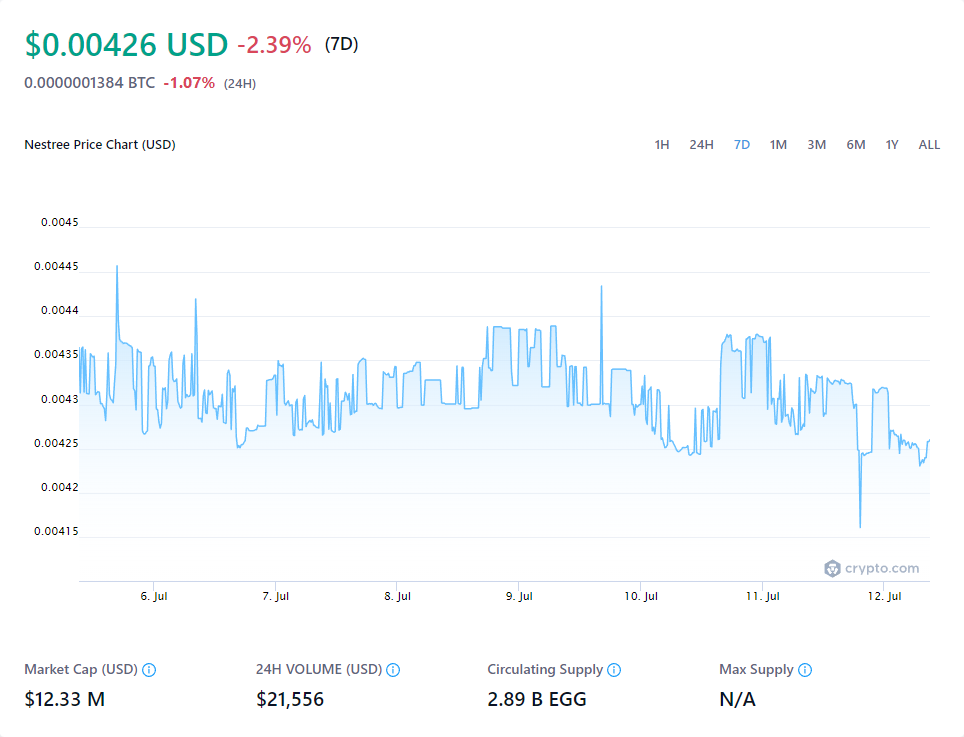 $0.00426 USD -2.39% (7D)
0.0000001384 BTC -1.07% (24H)
Nestree Price Chart (USD) 1H 24H 7D 1M 3M 6M 1Y ALL
0.0045
0.00445
0.0044
0.00435
0.0043
0.00425
0.0042
0.00415
crypto.com
6. Jul 7. Jul 8. Jul 9. Jul 10. Jul 11. Jul 12. Jul
Market Cap (USD) 24H VOLUME (USD) Circulating Supply Max Supply
$12.33 M $21,556 2.89 B EGG N/A